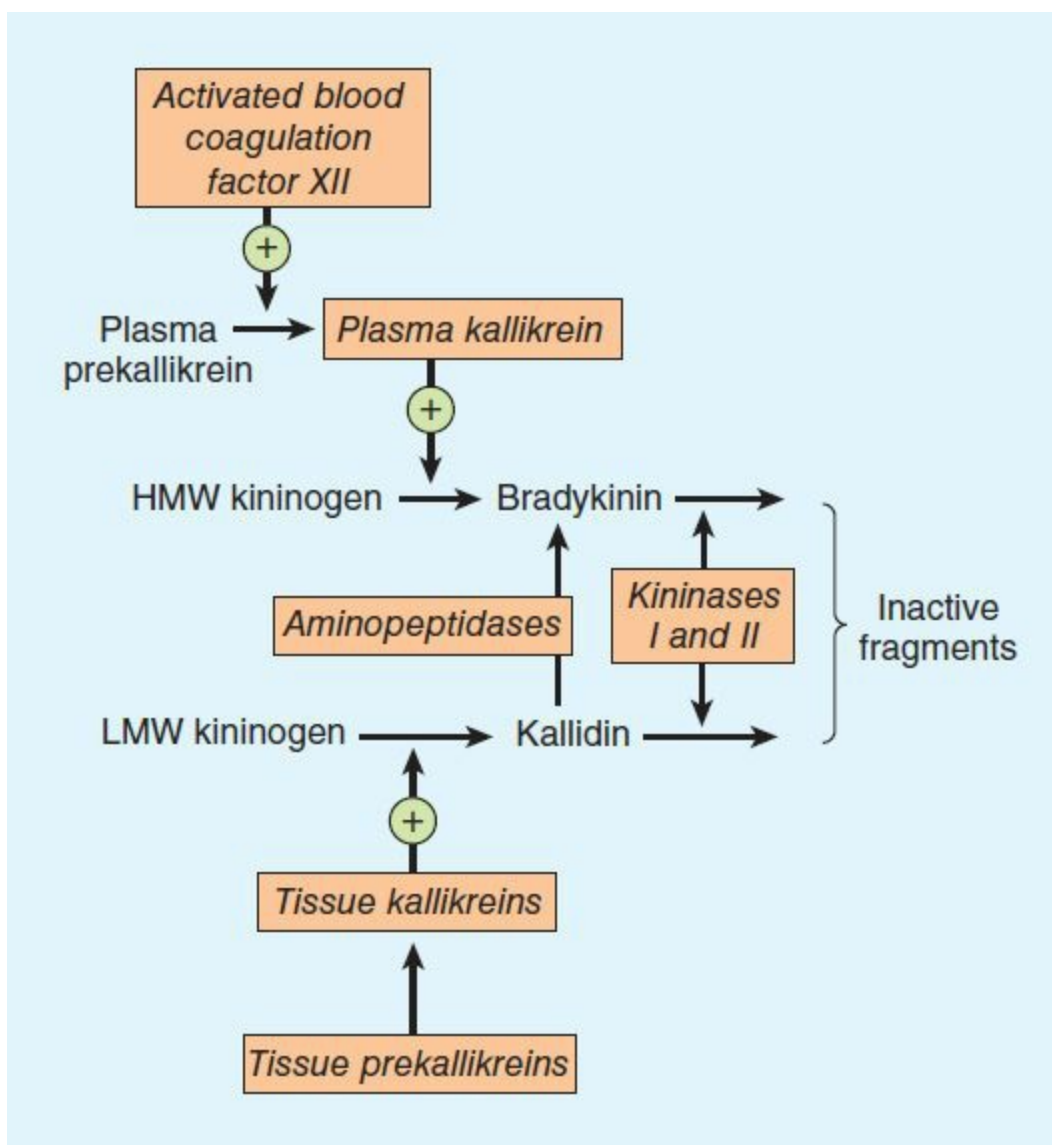 Activated blood
coagulation
factor XII
+
Plasma
prekallikrein
Plasma kallikrein
+
HMW kininogen
Bradykinin
Aminopeptidases
Kininases
I and II
Inactive
fragments
LMW kininogen
Kallidin
+
Tissue kallikreins
Tissue prekallikreins